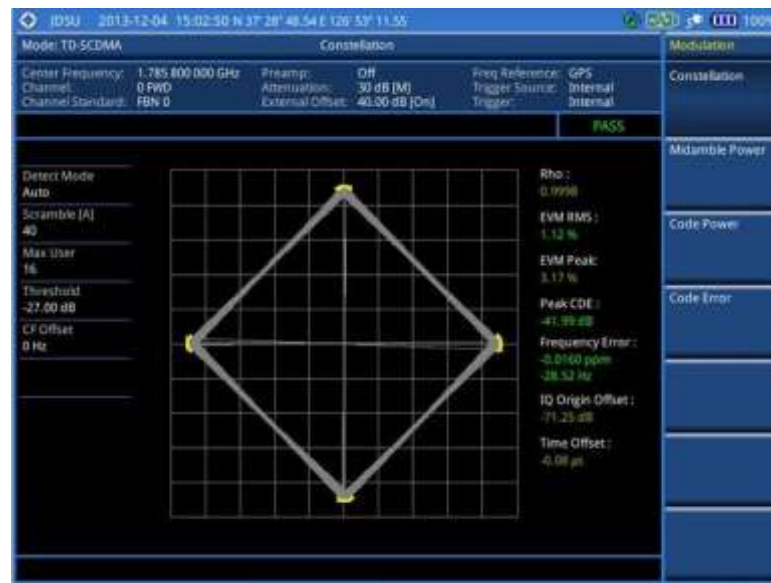 JDSU 2013-12-04 15:02:50 N 37° 28' 48.54 E 126° 53' 11.55 100%
Mode: TD-SCDMA Constellation Modulation
Center Frequency: 1.785 800 000 GHz Preamp: Off Freq Reference: GPS
Channel: 0 FWD Attenuation: 30 dB [M] Trigger Source: Internal
Channel Standard: FBN 0 External Offset: 40.00 dB [On] Trigger: Internal
Constellation
PASS
Midamble Power
Code Power
Code Error
Detect Mode
Auto
Scramble [A]
40
Max User
16
Threshold
-27.00 dB
CF Offset
0 Hz
Rho :
0.9998
EVM RMS :
1.12 %
EVM Peak:
3.17 %
Peak CDE :
-41.99 dB
Frequency Error :
-0.0160 ppm
-28.52 Hz
IQ Origin Offset :
-71.25 dB
Time Offset :
-0.08 µs